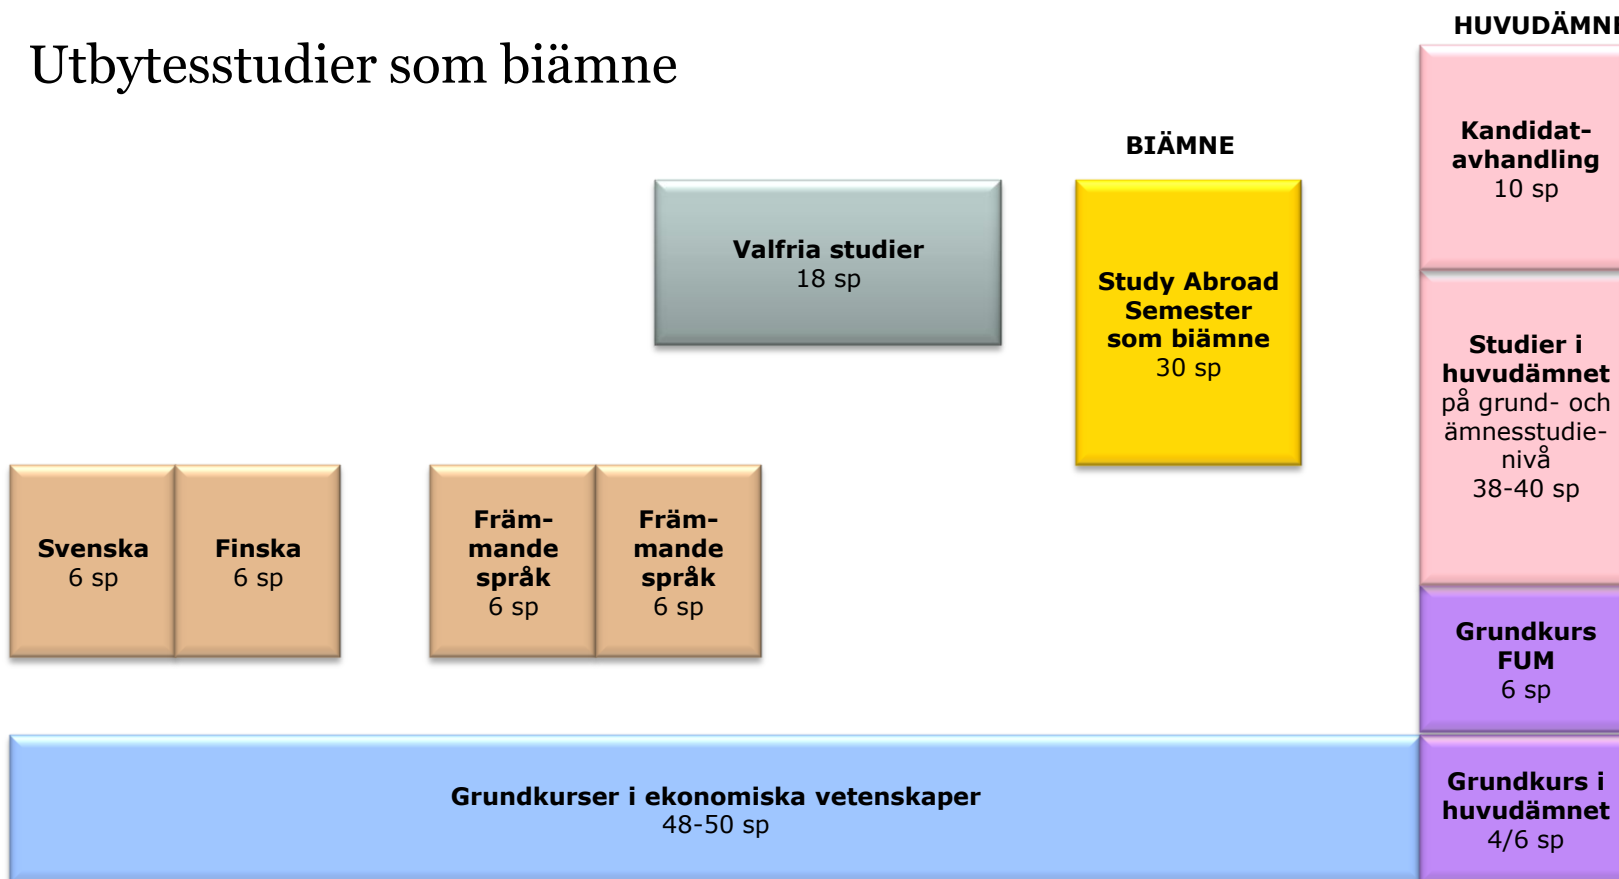 Utbytesstudier som biämne
HUVUDÄMNE
Kandidat-
avhandling
10 sp
BIÄMNE
Valfria studier
18 sp
Study Abroad
Semester
som biämne
30 sp
Studier i
huvudämnet
på grund- och
ämnesstudie-
nivå
38-40 sp
Svenska
6 sp
Finska
6 sp
Främ-
mande
språk
6 sp
Främ-
mande
språk
6 sp
Grundkurs
FUM
6 sp
Grundkurser i ekonomiska vetenskaper
48-50 sp
Grundkurs i
huvudämnet
4/6 sp